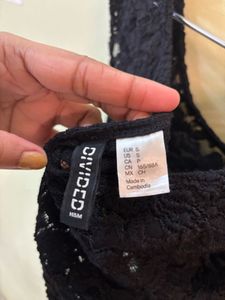 DIVIDED
H&M
EUR S
US S
CA P
CN 165/88A
MX CH
Made in
Cambodia